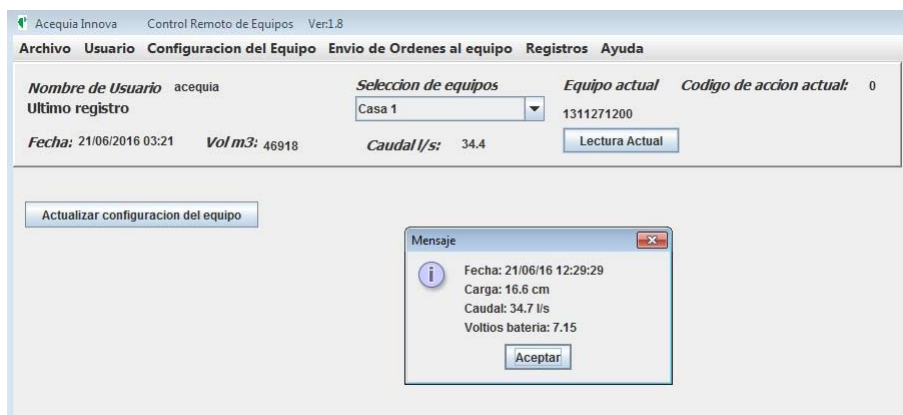 Acequia Innova Control Remoto de Equipos Ver:1.8
Archivo Usuario Configuracion del Equipo Envio de Ordenes al equipo Registros Ayuda
Nombre de Usuario acequia Seleccion de equipos Equipo actual Codigo de accion actual: 0
Ultimo registro Casa 1 1311271200
Fecha: 21/06/2016 03:21 Vol m3: 46918 Caudal l/s: 34.4 Lectura Actual
Actualizar configuracion del equipo
Mensaje
Fecha: 21/06/16 12:29:29
Carga: 16.6 cm
Caudal: 34.7 l/s
Voltios bateria: 7.15
Aceptar